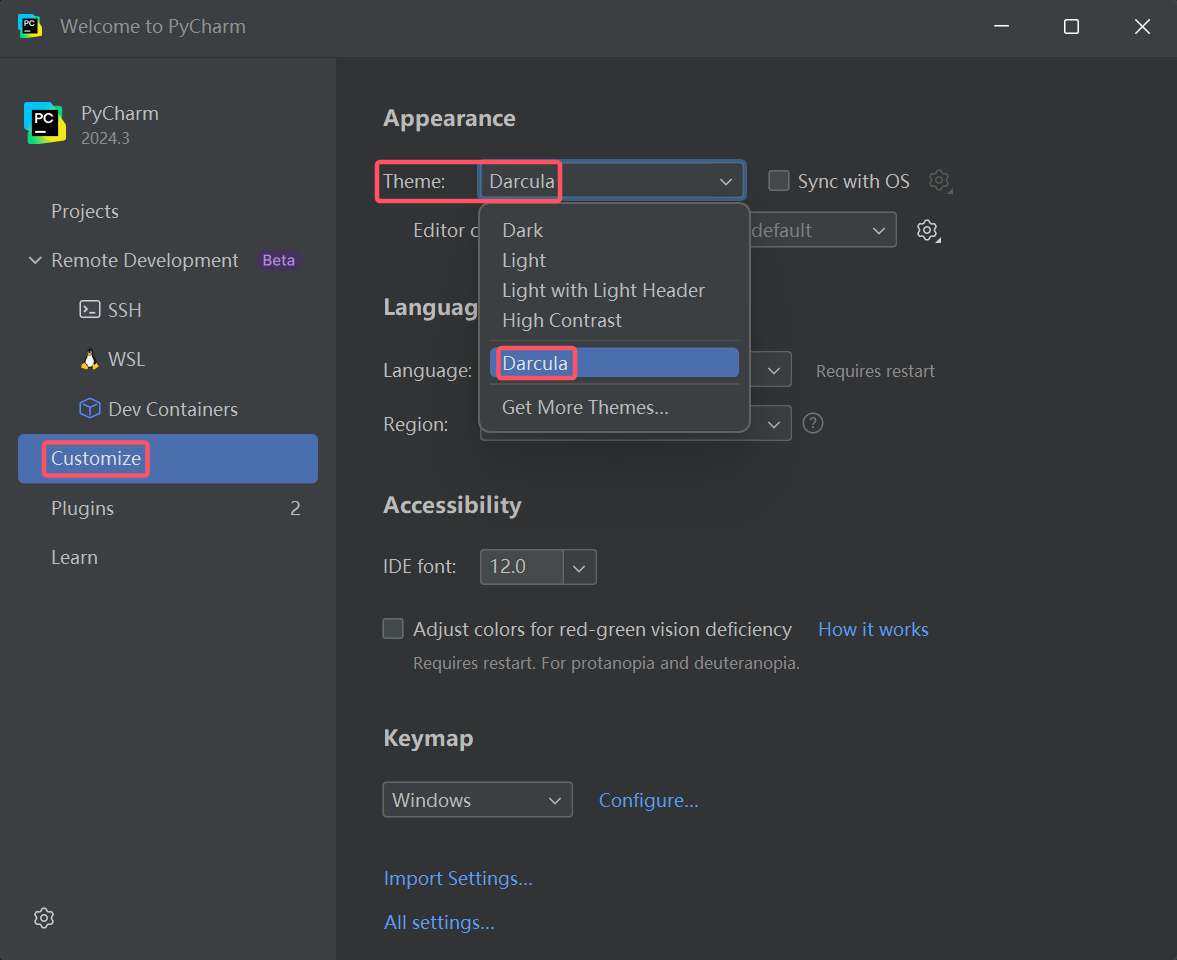 PC Welcome to PyCharm
PC PyCharm
2024.3
Projects
Remote Development Beta
SSH
WSL
Dev Containers
Customize
Plugins 2
Learn
Appearance
Theme: Darcula Sync with OS
Editor c default
Dark
Light
Light with Light Header
High Contrast
Darcula
Get More Themes...
Languag
Language: Requires restart
Region: ?
Accessibility
IDE font: 12.0
Adjust colors for red-green vision deficiency How it works
Requires restart. For protanopia and deuteranopia.
Keymap
Windows Configure...
Import Settings...
All settings...